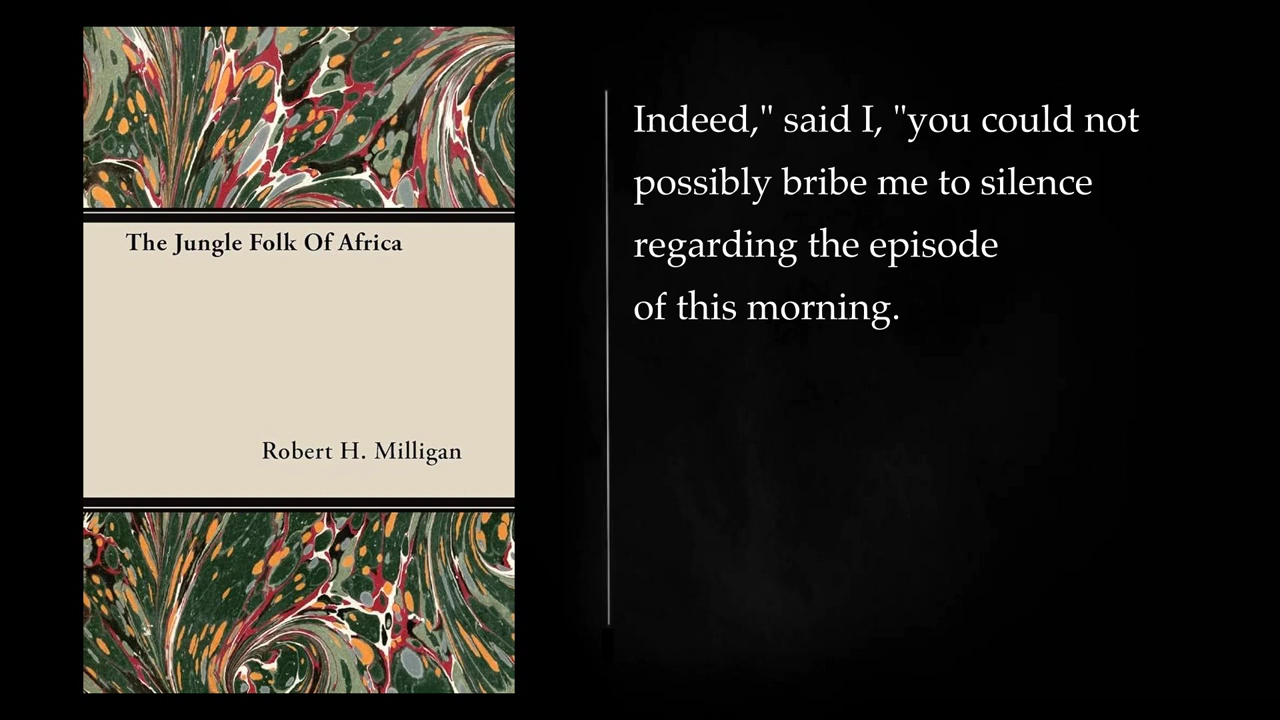 The Jungle Folk Of Africa
Robert H. Milligan
Indeed," said I, "you could not
possibly bribe me to silence
regarding the episode
of this morning.